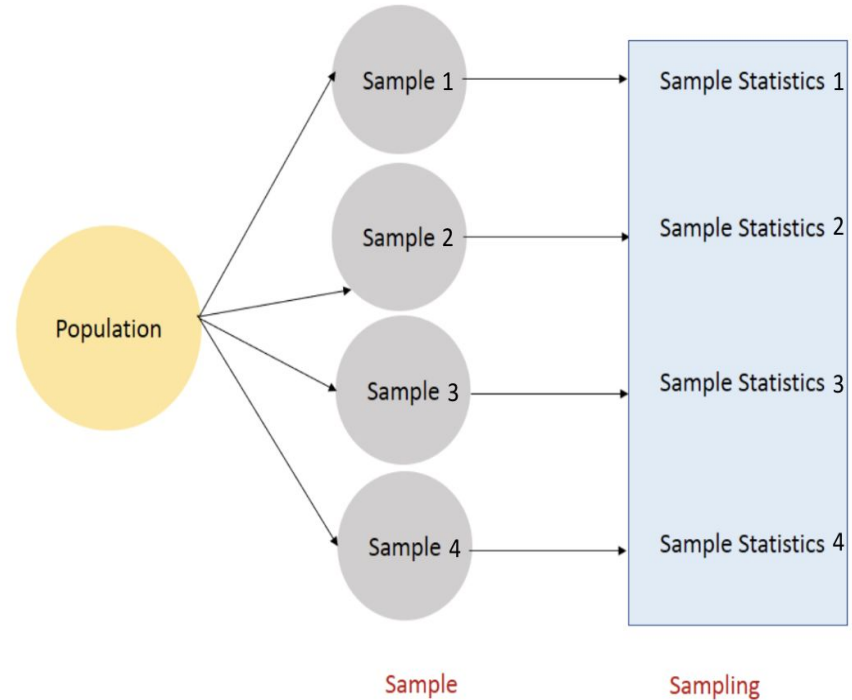 Sample 1
Sample Statistics 1
Sample 2
Sample Statistics 2
Population
Sample 3
Sample Statistics 3
Sample 4
Sample Statistics 4
Sample
Sampling